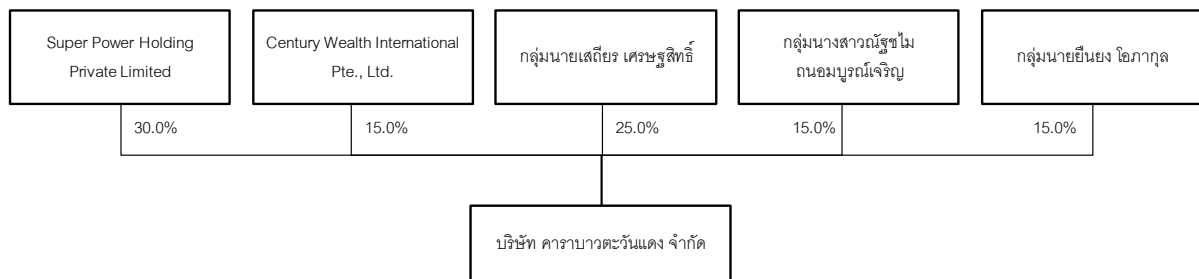 Super Power Holding
Private Limited
Century Wealth International
Pte., Ltd.
กลุ่มนายเสถียร เศรษฐสิทธิ์
กลุ่มนางสาวณัฐชไม
ถนอมบูรณ์เจริญ
กลุ่มนายยืนยง โอภากุล
30.0%
15.0%
25.0%
15.0%
15.0%
บริษัท คาราบาวตะวันแดง จำกัด